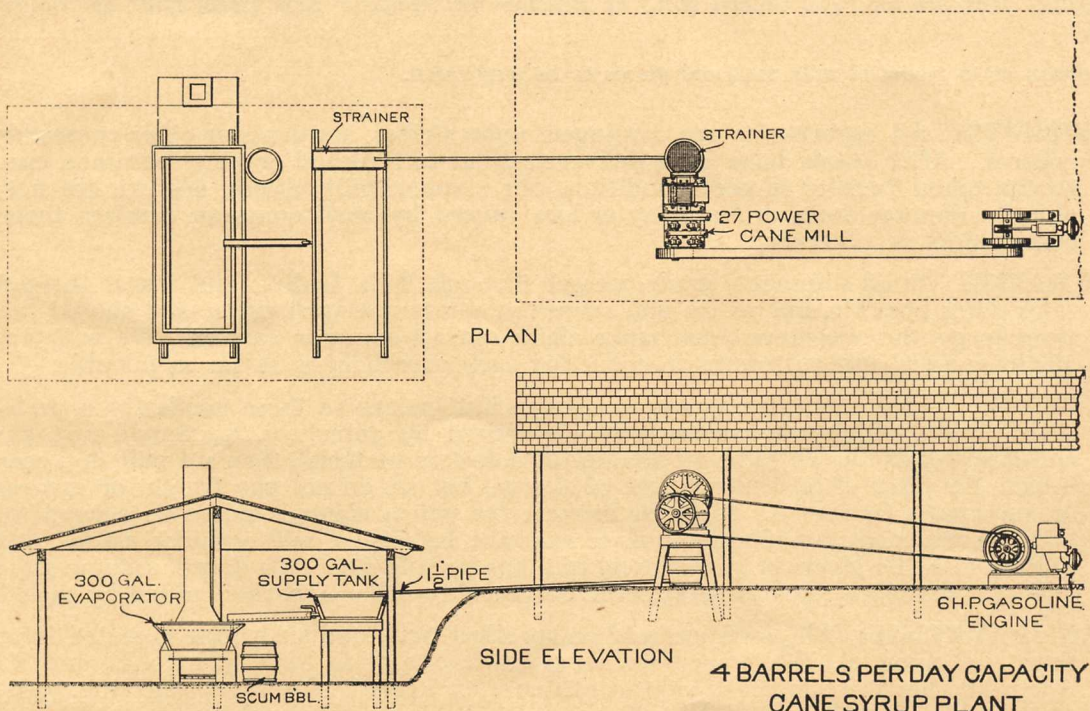 STRAINER
STRAINER
27 POWER
CANE MILL
PLAN
300 GAL.
EVAPORATOR
300 GAL.
SUPPLY TANK
1½" PIPE
6 H.P. GASOLINE
ENGINE
SCUM BBL.
SIDE ELEVATION
4 BARRELS PER DAY CAPACITY
CANE SYRUP PLANT